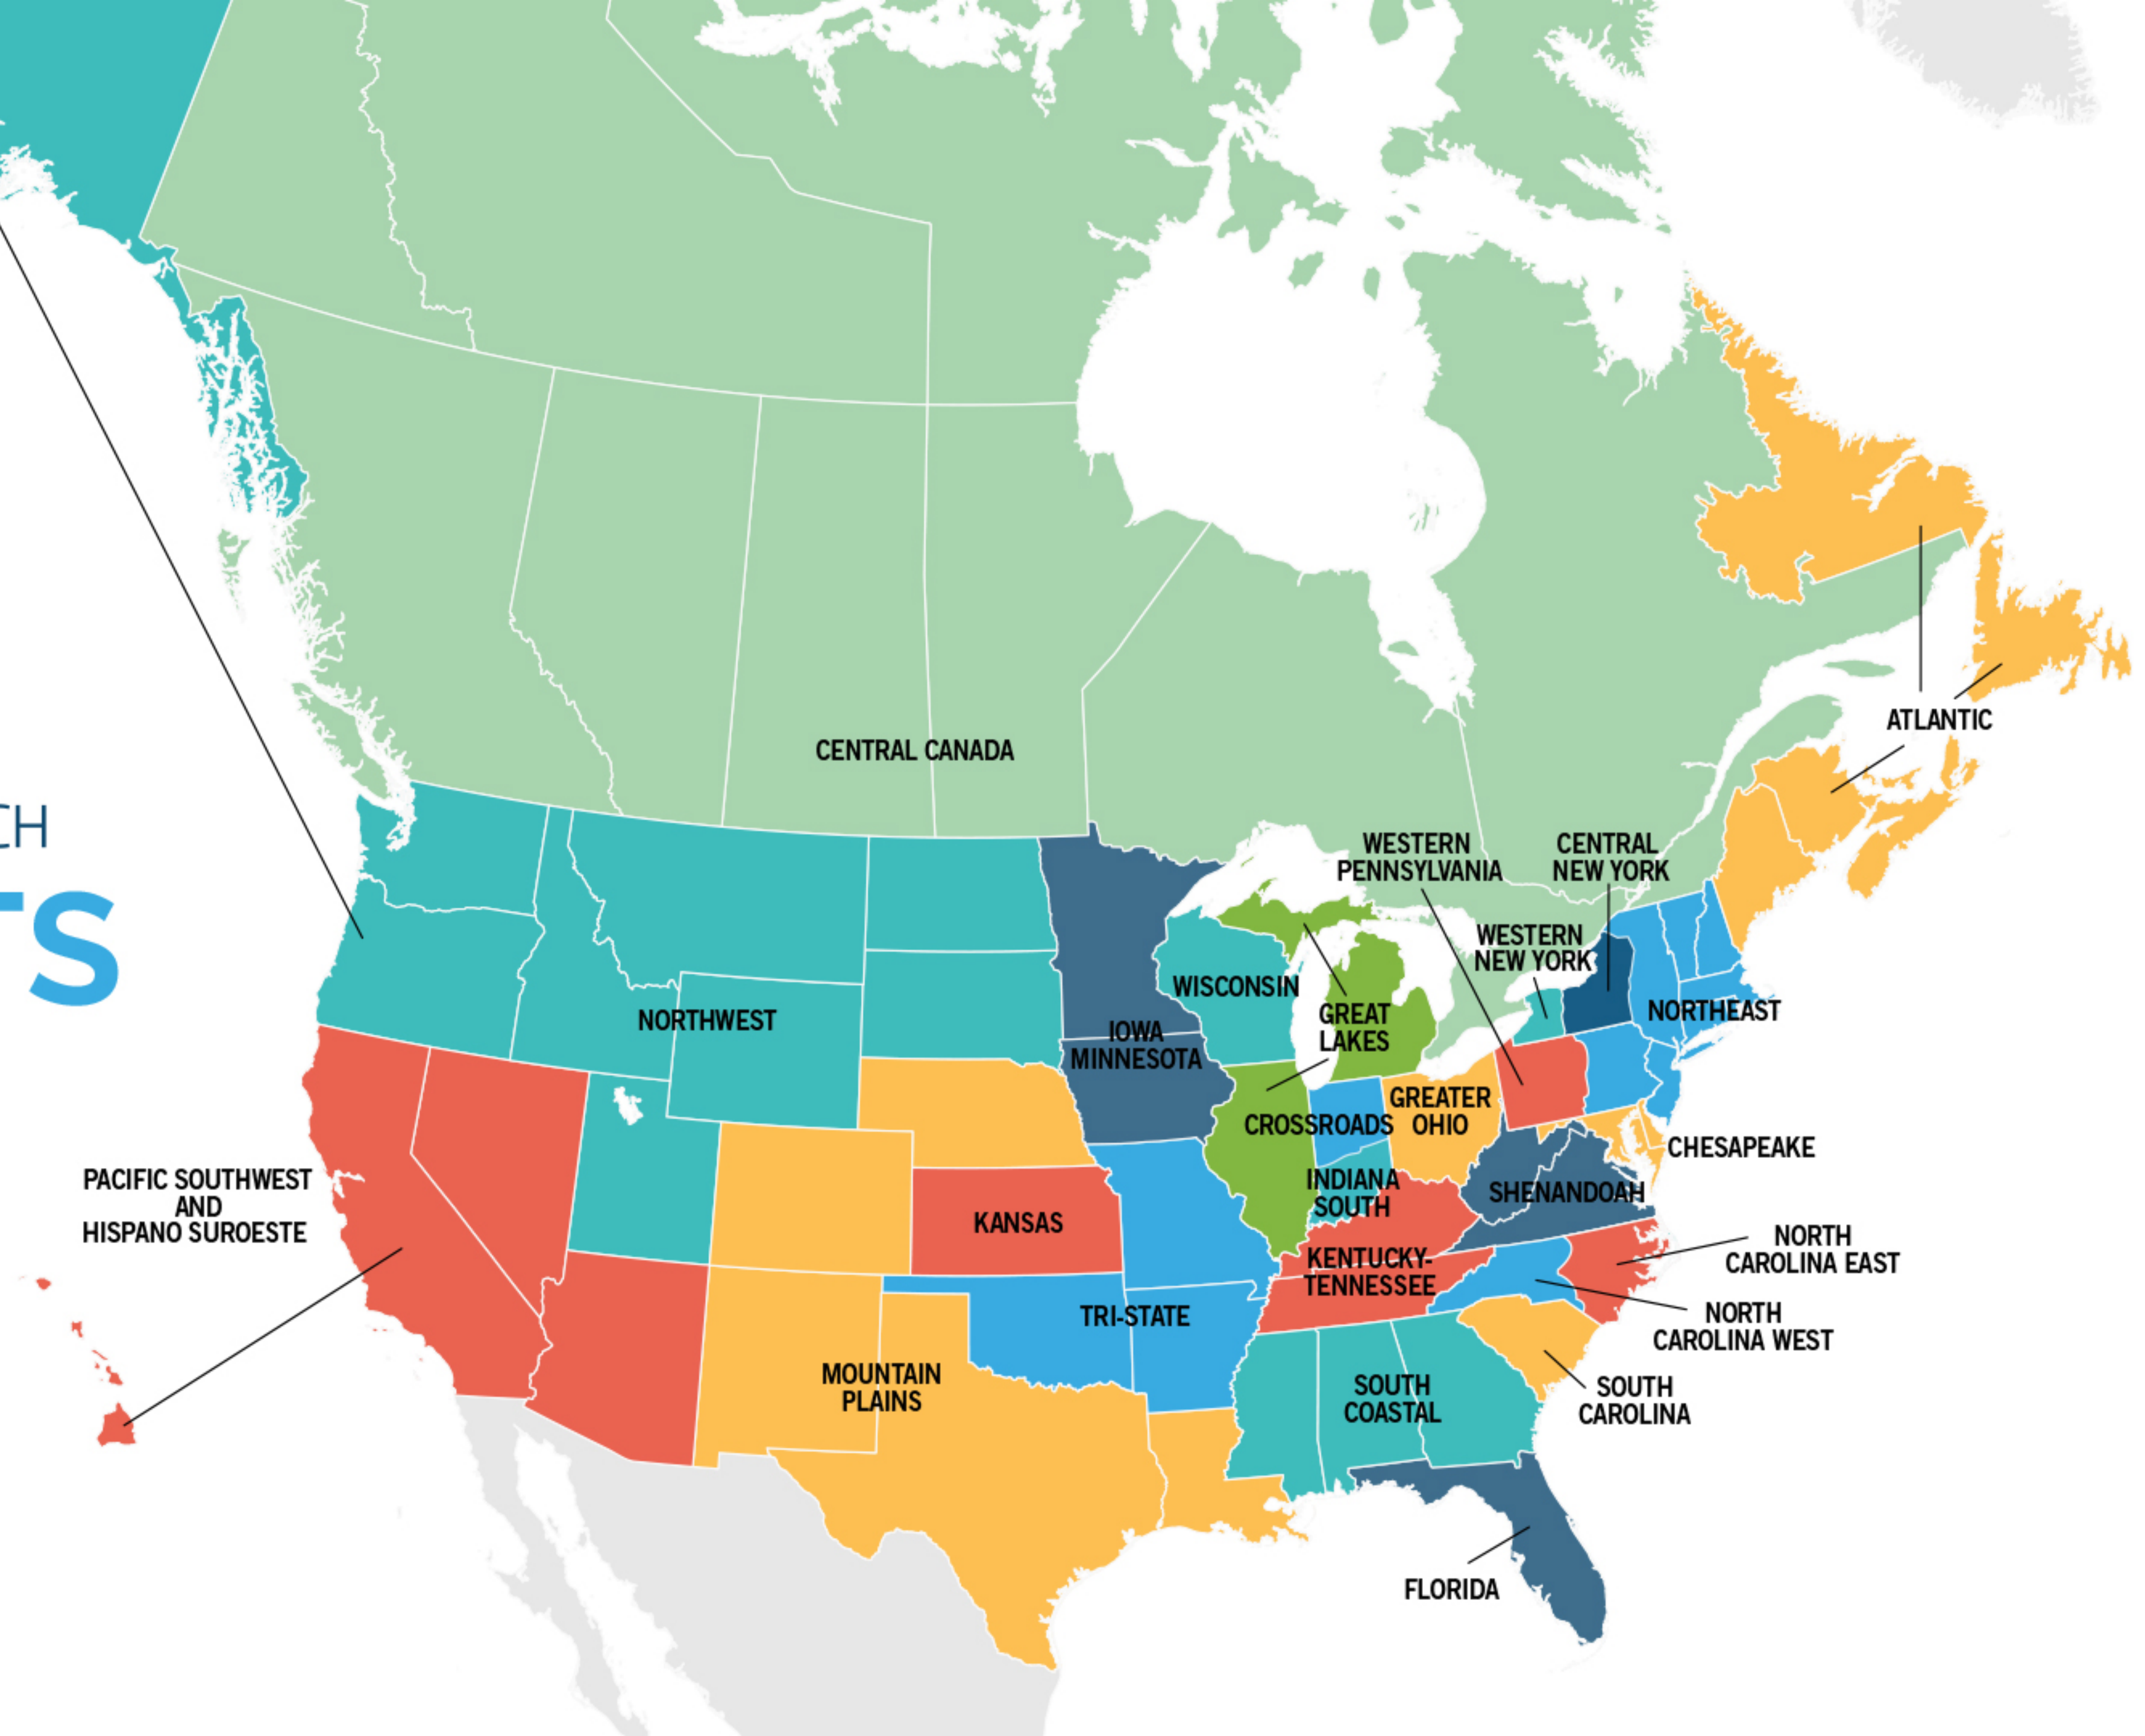 CENTRAL CANADA
ATLANTIC
CH
TS
WESTERN
PENNSYLVANIA
CENTRAL
NEW YORK
WESTERN
NEW YORK
WISCONSIN
NORTHWEST
GREAT
LAKES
NORTHEAST
IOWA
MINNESOTA
GREATER
OHIO
CROSSROADS
CHESAPEAKE
PACIFIC SOUTHWEST
AND
HISPANO SUROESTE
INDIANA
SOUTH
SHENANDOAH
KANSAS
NORTH
CAROLINA EAST
KENTUCKY-
TENNESSEE
TRI-STATE
NORTH
CAROLINA WEST
MOUNTAIN
PLAINS
SOUTH
COASTAL
SOUTH
CAROLINA
FLORIDA